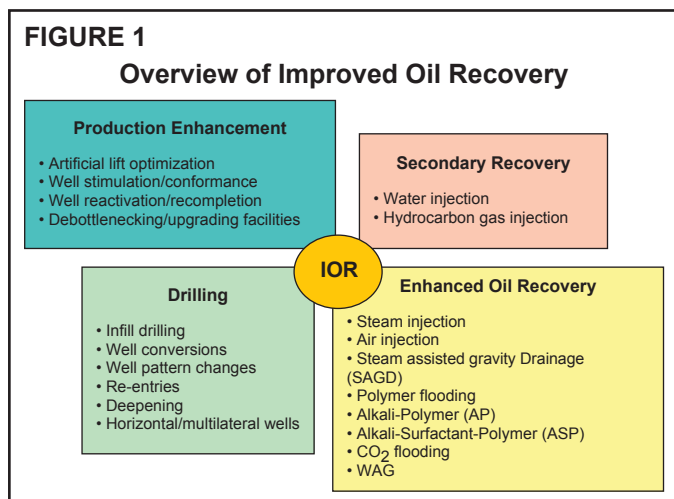 FIGURE 1
Overview of Improved Oil Recovery
Production Enhancement
• Artificial lift optimization
• Well stimulation/conformance
• Well reactivation/recompletion
• Debottlenecking/upgrading facilities
Secondary Recovery
• Water injection
• Hydrocarbon gas injection
IOR
Drilling
• Infill drilling
• Well conversions
• Well pattern changes
• Re-entries
• Deepening
• Horizontal/multilateral wells
Enhanced Oil Recovery
• Steam injection
• Air injection
• Steam assisted gravity Drainage
(SAGD)
• Polymer flooding
• Alkali-Polymer (AP)
• Alkali-Surfactant-Polymer (ASP)
• CO2 flooding
• WAG